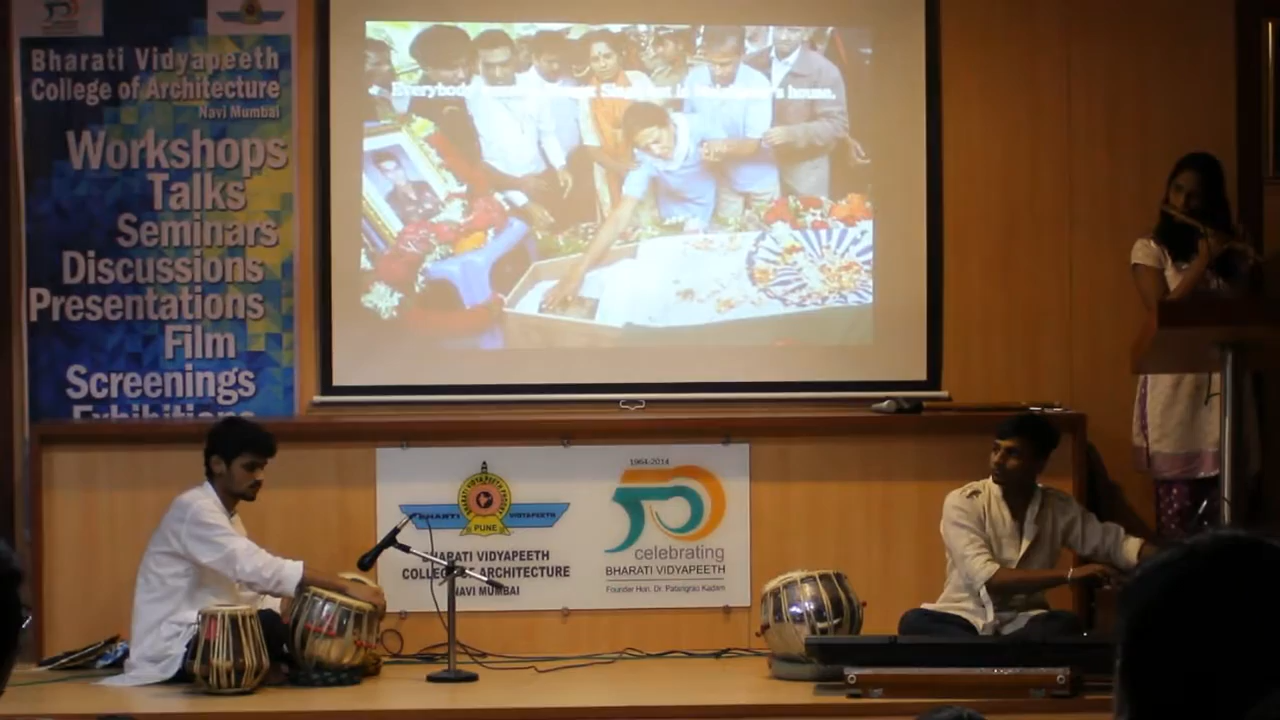 Bharati Vidyapeeth
College of Architecture
Navi Mumbai
Workshops
Talks
Seminars
Discussions
Presentations
Film
Screenings
Exhibitions
Everybody
house.
BHARATI VIDYAPEETH
PUNE
BHARATI VIDYAPEETH
COLLEGE OF ARCHITECTURE
NAVI MUMBAI
1964-2014
celebrating
BHARATI VIDYAPEETH
Founder Hon. Dr. Patangrao Kadam